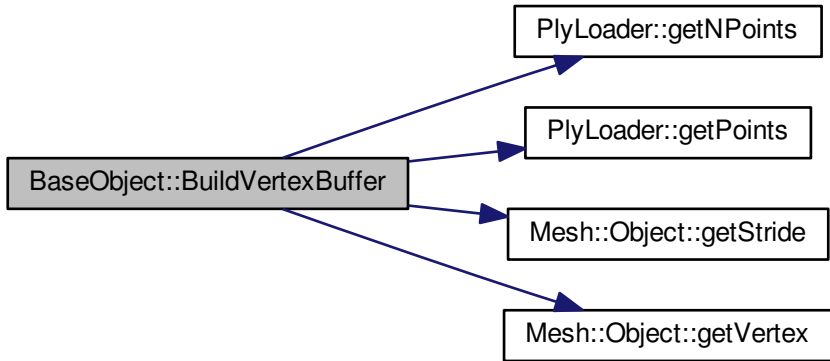 PlyLoader::getNPoints
PlyLoader::getPoints
BaseObject::BuildVertexBuffer
Mesh::Object::getStride
Mesh::Object::getVertex